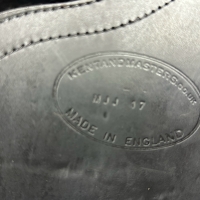 KENTANDMASTERS.co.uk
MJJ 17
MADE IN ENGLAND